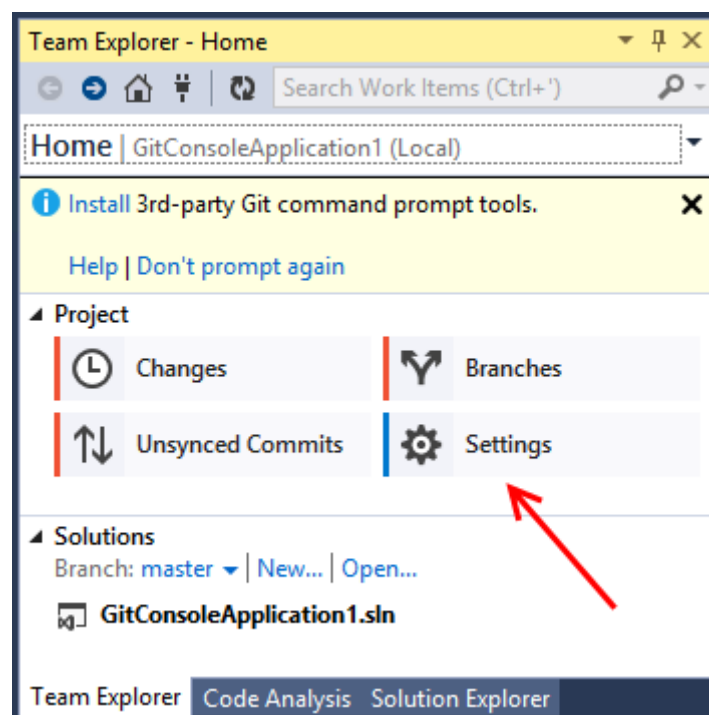 Team Explorer - Home
Search Work Items (Ctrl+')
Home | GitConsoleApplication1 (Local)
Install 3rd-party Git command prompt tools.
Help | Don't prompt again
Project
Changes
Branches
Unsynced Commits
Settings
Solutions
Branch: master | New... | Open...
GitConsoleApplication1.sln
Team Explorer Code Analysis Solution Explorer